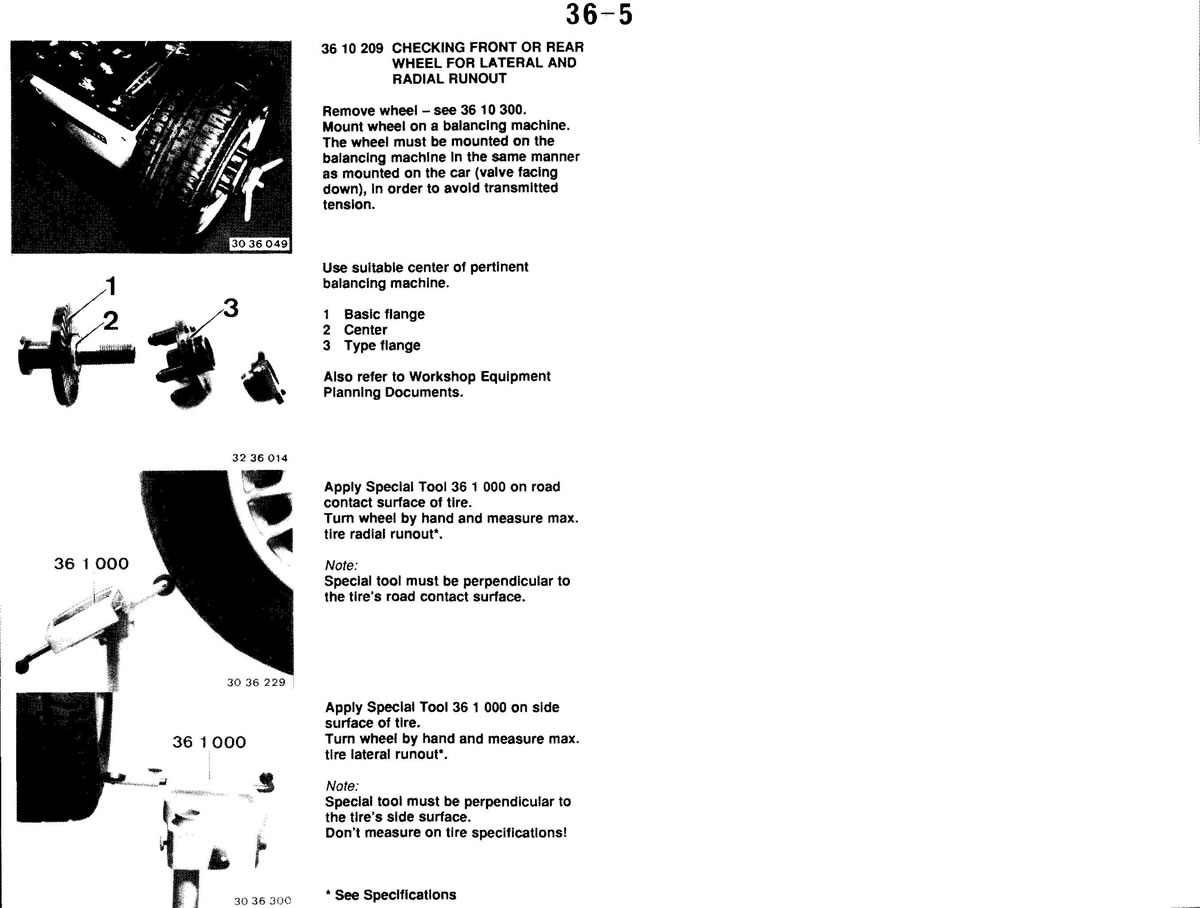 36-5
36 10 209 CHECKING FRONT OR REAR
WHEEL FOR LATERAL AND
RADIAL RUNOUT
Remove wheel – see 36 10 300.
Mount wheel on a balancing machine.
The wheel must be mounted on the
balancing machine in the same manner
as mounted on the car (valve facing
down), in order to avoid transmitted
tension.
30 36 049
Use suitable center of pertinent
balancing machine.
1 Basic flange
2 Center
3 Type flange
Also refer to Workshop Equipment
Planning Documents.
1
2
3
32 36 014
Apply Special Tool 36 1 000 on road
contact surface of tire.
Turn wheel by hand and measure max.
tire radial runout*.
Note:
Special tool must be perpendicular to
the tire's road contact surface.
36 1 000
30 36 229
Apply Special Tool 36 1 000 on side
surface of tire.
Turn wheel by hand and measure max.
tire lateral runout*.
Note:
Special tool must be perpendicular to
the tire's side surface.
Don't measure on tire specifications!
36 1 000
30 36 300
* See Specifications